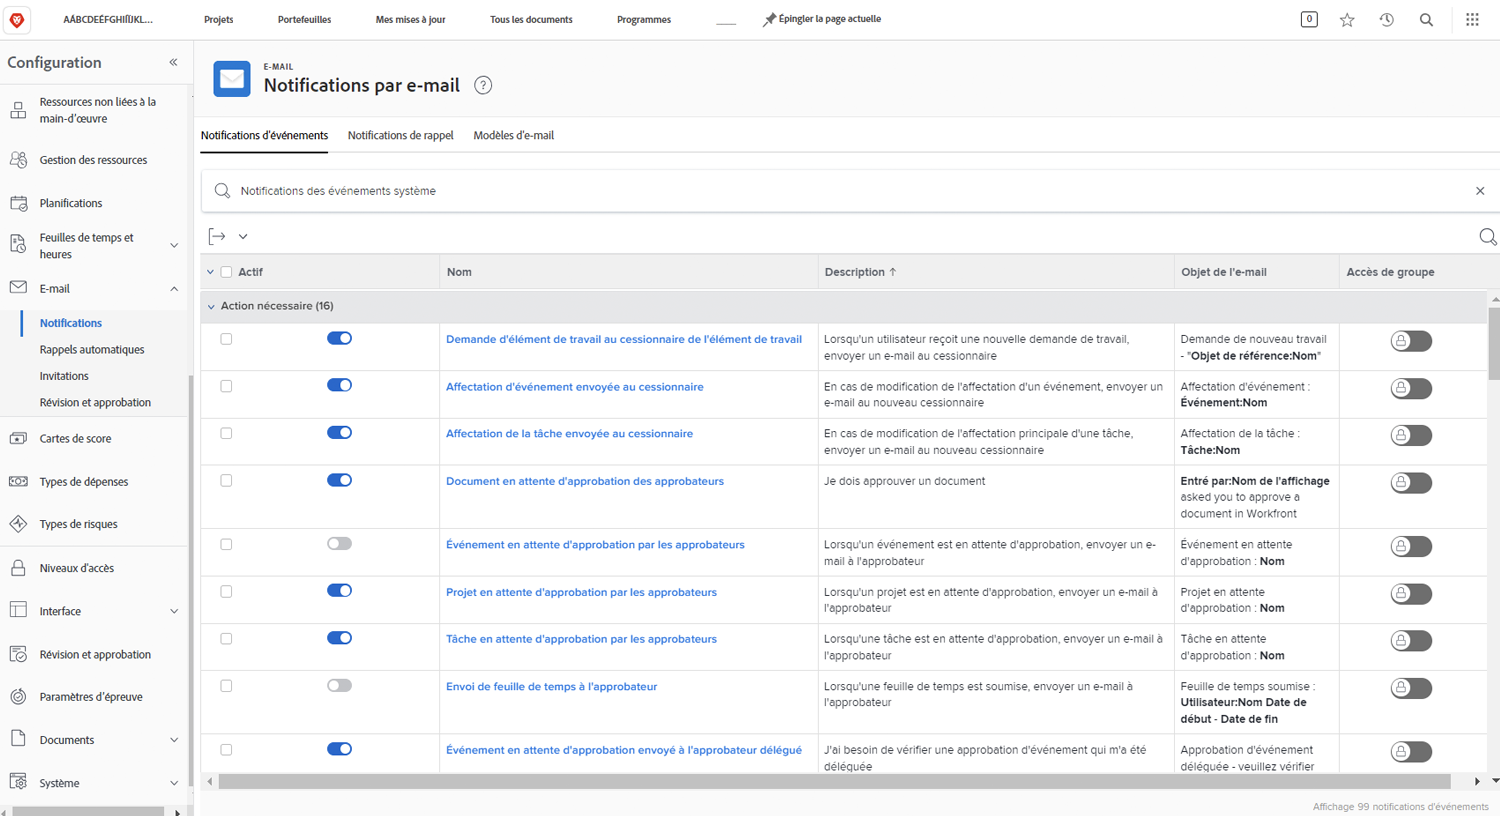 AÁBCDEÉFGHIÍIJKL...
Projets
Portefeuilles
Mes mises à jour
Tous les documents
Programmes
Épingler la page actuelle
0
Configuration
Ressources non liées à la
main-d'œuvre
Gestion des ressources
Planifications
Feuilles de temps et
heures
E-mail
Notifications
Rappels automatiques
Invitations
Révision et approbation
Cartes de score
Types de dépenses
Types de risques
Niveaux d'accès
Interface
Révision et approbation
Paramètres d'épreuve
Documents
Système
E-MAIL
Notifications par e-mail
Notifications d'événements
Notifications de rappel
Modèles d'e-mail
Notifications des événements système
Actif
Nom
Description
Objet de l'e-mail
Accès de groupe
Action nécessaire (16)
Demande d'élément de travail au cessionnaire de l'élément de travail
Lorsqu'un utilisateur reçoit une nouvelle demande de travail,
envoyer un e-mail au cessionnaire
Demande de nouveau travail
- "Objet de référence:Nom"
Affectation d'événement envoyée au cessionnaire
En cas de modification de l'affectation d'un événement, envoyer un
e-mail au nouveau cessionnaire
Affectation d'événement :
Événement:Nom
Affectation de la tâche envoyée au cessionnaire
En cas de modification de l'affectation principale d'une tâche,
envoyer un e-mail au nouveau cessionnaire
Affectation de la tâche :
Tâche:Nom
Document en attente d'approbation des approbateurs
Je dois approuver un document
Entré par:Nom de l'affichage
asked you to approve a
document in Workfront
Événement en attente d'approbation par les approbateurs
Lorsqu'un événement est en attente d'approbation, envoyer un e-
mail à l'approbateur
Événement en attente
d'approbation : Nom
Projet en attente d'approbation par les approbateurs
Lorsqu'un projet est en attente d'approbation, envoyer un e-mail à
l'approbateur
Projet en attente
d'approbation : Nom
Tâche en attente d'approbation par les approbateurs
Lorsqu'une tâche est en attente d'approbation, envoyer un e-mail à
l'approbateur
Tâche en attente
d'approbation : Nom
Envoi de feuille de temps à l'approbateur
Lorsqu'une feuille de temps est soumise, envoyer un e-mail à
l'approbateur
Feuille de temps soumise :
Utilisateur:Nom Date de
début - Date de fin
Événement en attente d'approbation envoyé à l'approbateur délégué
J'ai besoin de vérifier une approbation d'événement qui m'a été
déléguée
Approbation d'événement
déléguée - veuillez vérifier
Affichage 99 notifications d'événements